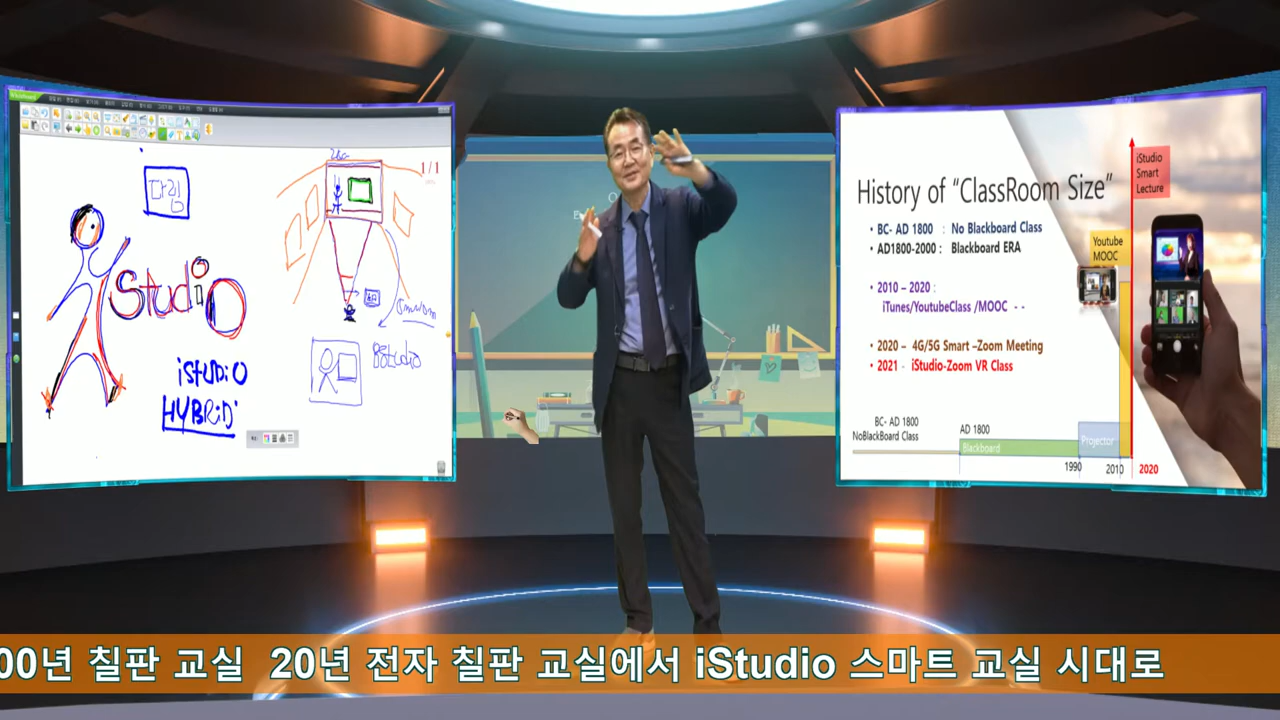 다림
1/1
iStudiO
iSTUDiO
HYBRiD
BStudio
History of “ClassRoom Size”
• BC- AD 1800 : No Blackboard Class
• AD1800-2000 : Blackboard ERA
• 2010 – 2020 :
iTunes/YoutubeClass /MOOC - -
• 2020 – 4G/5G Smart –Zoom Meeting
• 2021 - iStudio-Zoom VR Class
iStudio
Smart
Lecture
Youtube
MOOC
BC- AD 1800
NoBlackBoard Class
AD 1800
Blackboard
Projector
1990
2010
2020
00년 칠판 교실 20년 전자 칠판 교실에서 iStudio 스마트 교실 시대로